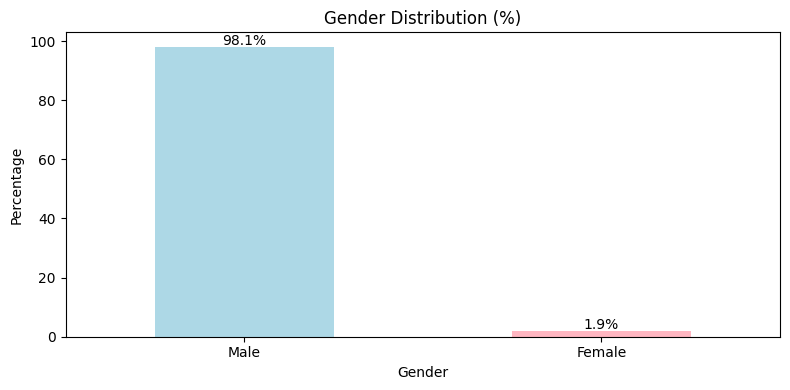 Gender Distribution (%)
100
80
60
40
20
0
Percentage
98.1%
1.9%
Male
Female
Gender